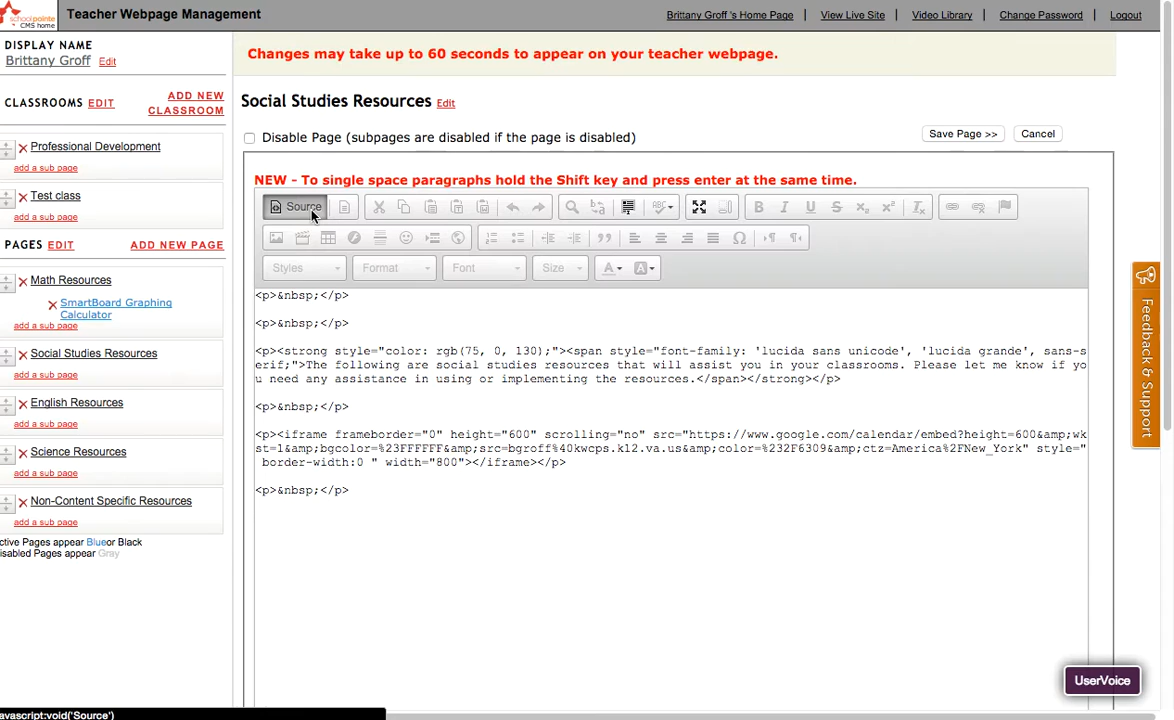 schoolpointe
CMS home
Teacher Webpage Management
Brittany Groff 's Home Page | View Live Site | Video Library | Change Password | Logout
DISPLAY NAME
Brittany Groff Edit
CLASSROOMS EDIT ADD NEW CLASSROOM
Professional Development
add a sub page
Test class
add a sub page
PAGES EDIT ADD NEW PAGE
Math Resources
SmartBoard Graphing
Calculator
add a sub page
Social Studies Resources
add a sub page
English Resources
add a sub page
Science Resources
add a sub page
Non-Content Specific Resources
add a sub page
ctive Pages appear Blueor Black
isabled Pages appear Grey
Changes may take up to 60 seconds to appear on your teacher webpage.
Social Studies Resources Edit
Disable Page (subpages are disabled if the page is disabled)
Save Page >> Cancel
NEW - To single space paragraphs hold the Shift key and press enter at the same time.
Source
Styles Format Font Size
<p>&nbsp;</p>
<p>&nbsp;</p>
<p><strong style="color: rgb(75, 0, 130);"><span style="font-family: 'lucida sans unicode', 'lucida grande', sans-s
erif;">The following are social studies resources that will assist you in your classrooms. Please let me know if yo
u need any assistance in using or implementing the resources.</span></strong></p>
<p>&nbsp;</p>
<p><iframe frameborder="0" height="600" scrolling="no" src="https://www.google.com/calendar/embed?height=600&amp;wk
st=1&amp;bgcolor=%23FFFFFF&amp;src=bgroff%40kwcps.k12.va.us&amp;color=%232F6309&amp;ctz=America%2FNew_York" style="
border-width:0 " width="800"></iframe></p>
<p>&nbsp;</p>
Feedback & Support
UserVoice
avascript:void('Source')